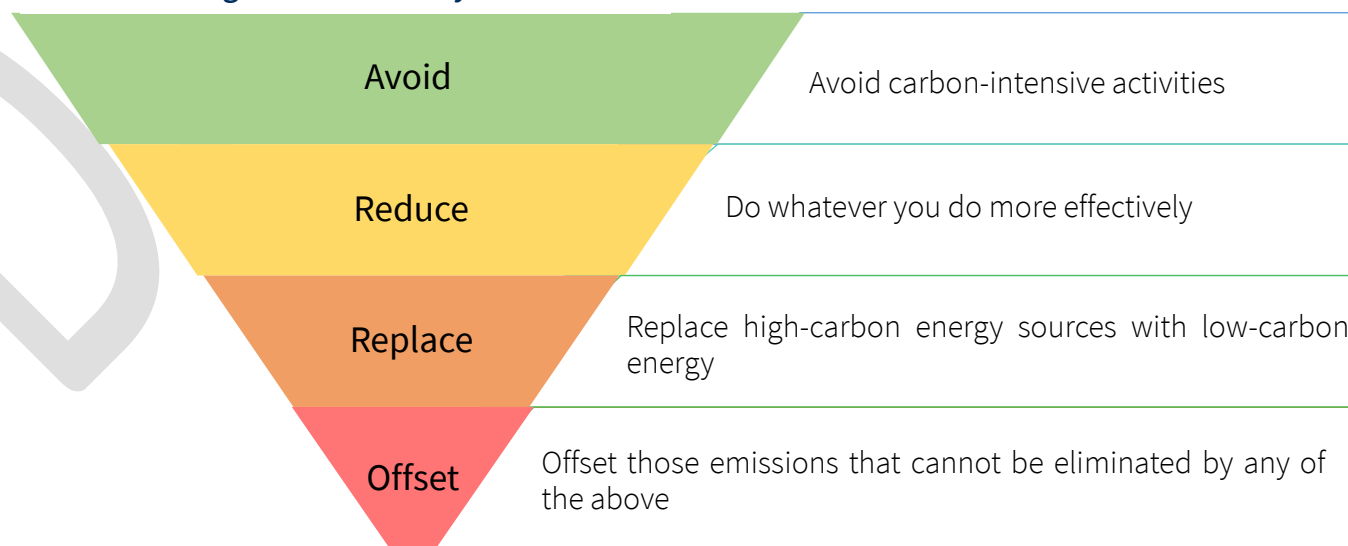 Avoid
Avoid carbon-intensive activities
Reduce
Do whatever you do more effectively
Replace
Replace high-carbon energy sources with low-carbon
energy
Offset
Offset those emissions that cannot be eliminated by any of
the above